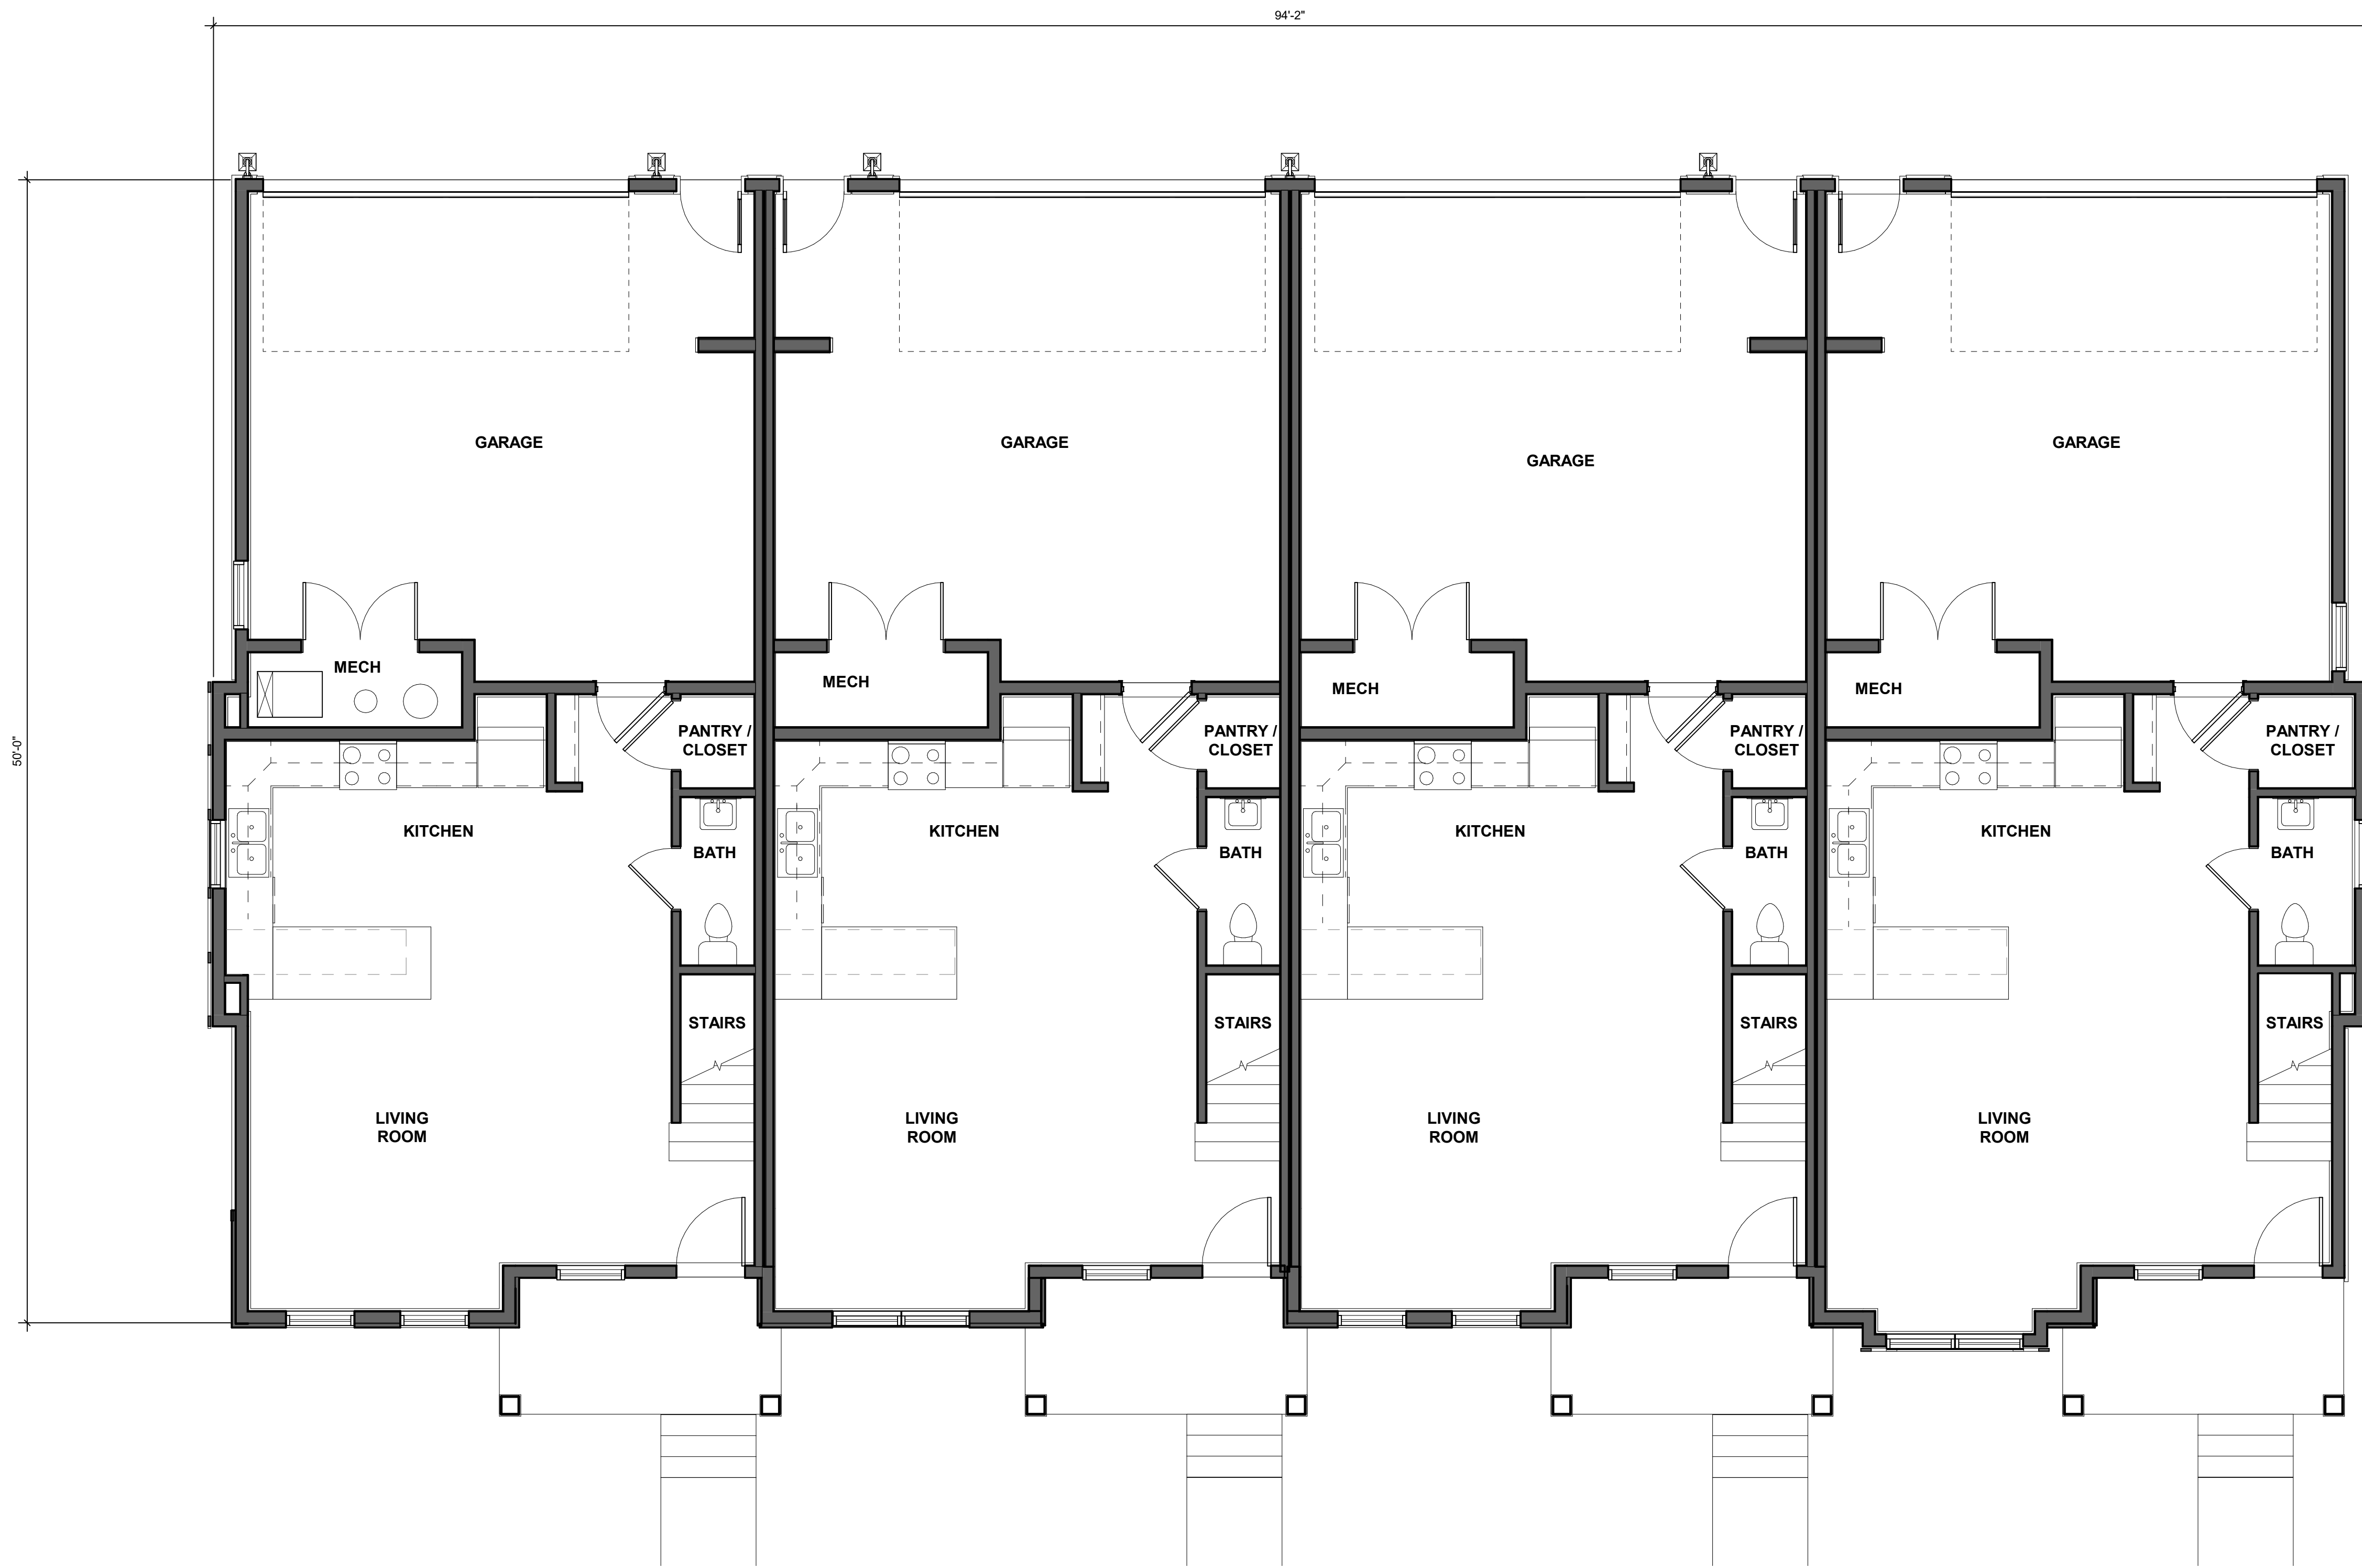 94'-2"
GARAGE
GARAGE
GARAGE
GARAGE
MECH
MECH
MECH
MECH
PANTRY /
CLOSET
PANTRY /
CLOSET
PANTRY /
CLOSET
PANTRY /
CLOSET
50'-0"
KITCHEN
KITCHEN
KITCHEN
KITCHEN
BATH
BATH
BATH
BATH
STAIRS
STAIRS
STAIRS
STAIRS
LIVING
ROOM
LIVING
ROOM
LIVING
ROOM
LIVING
ROOM